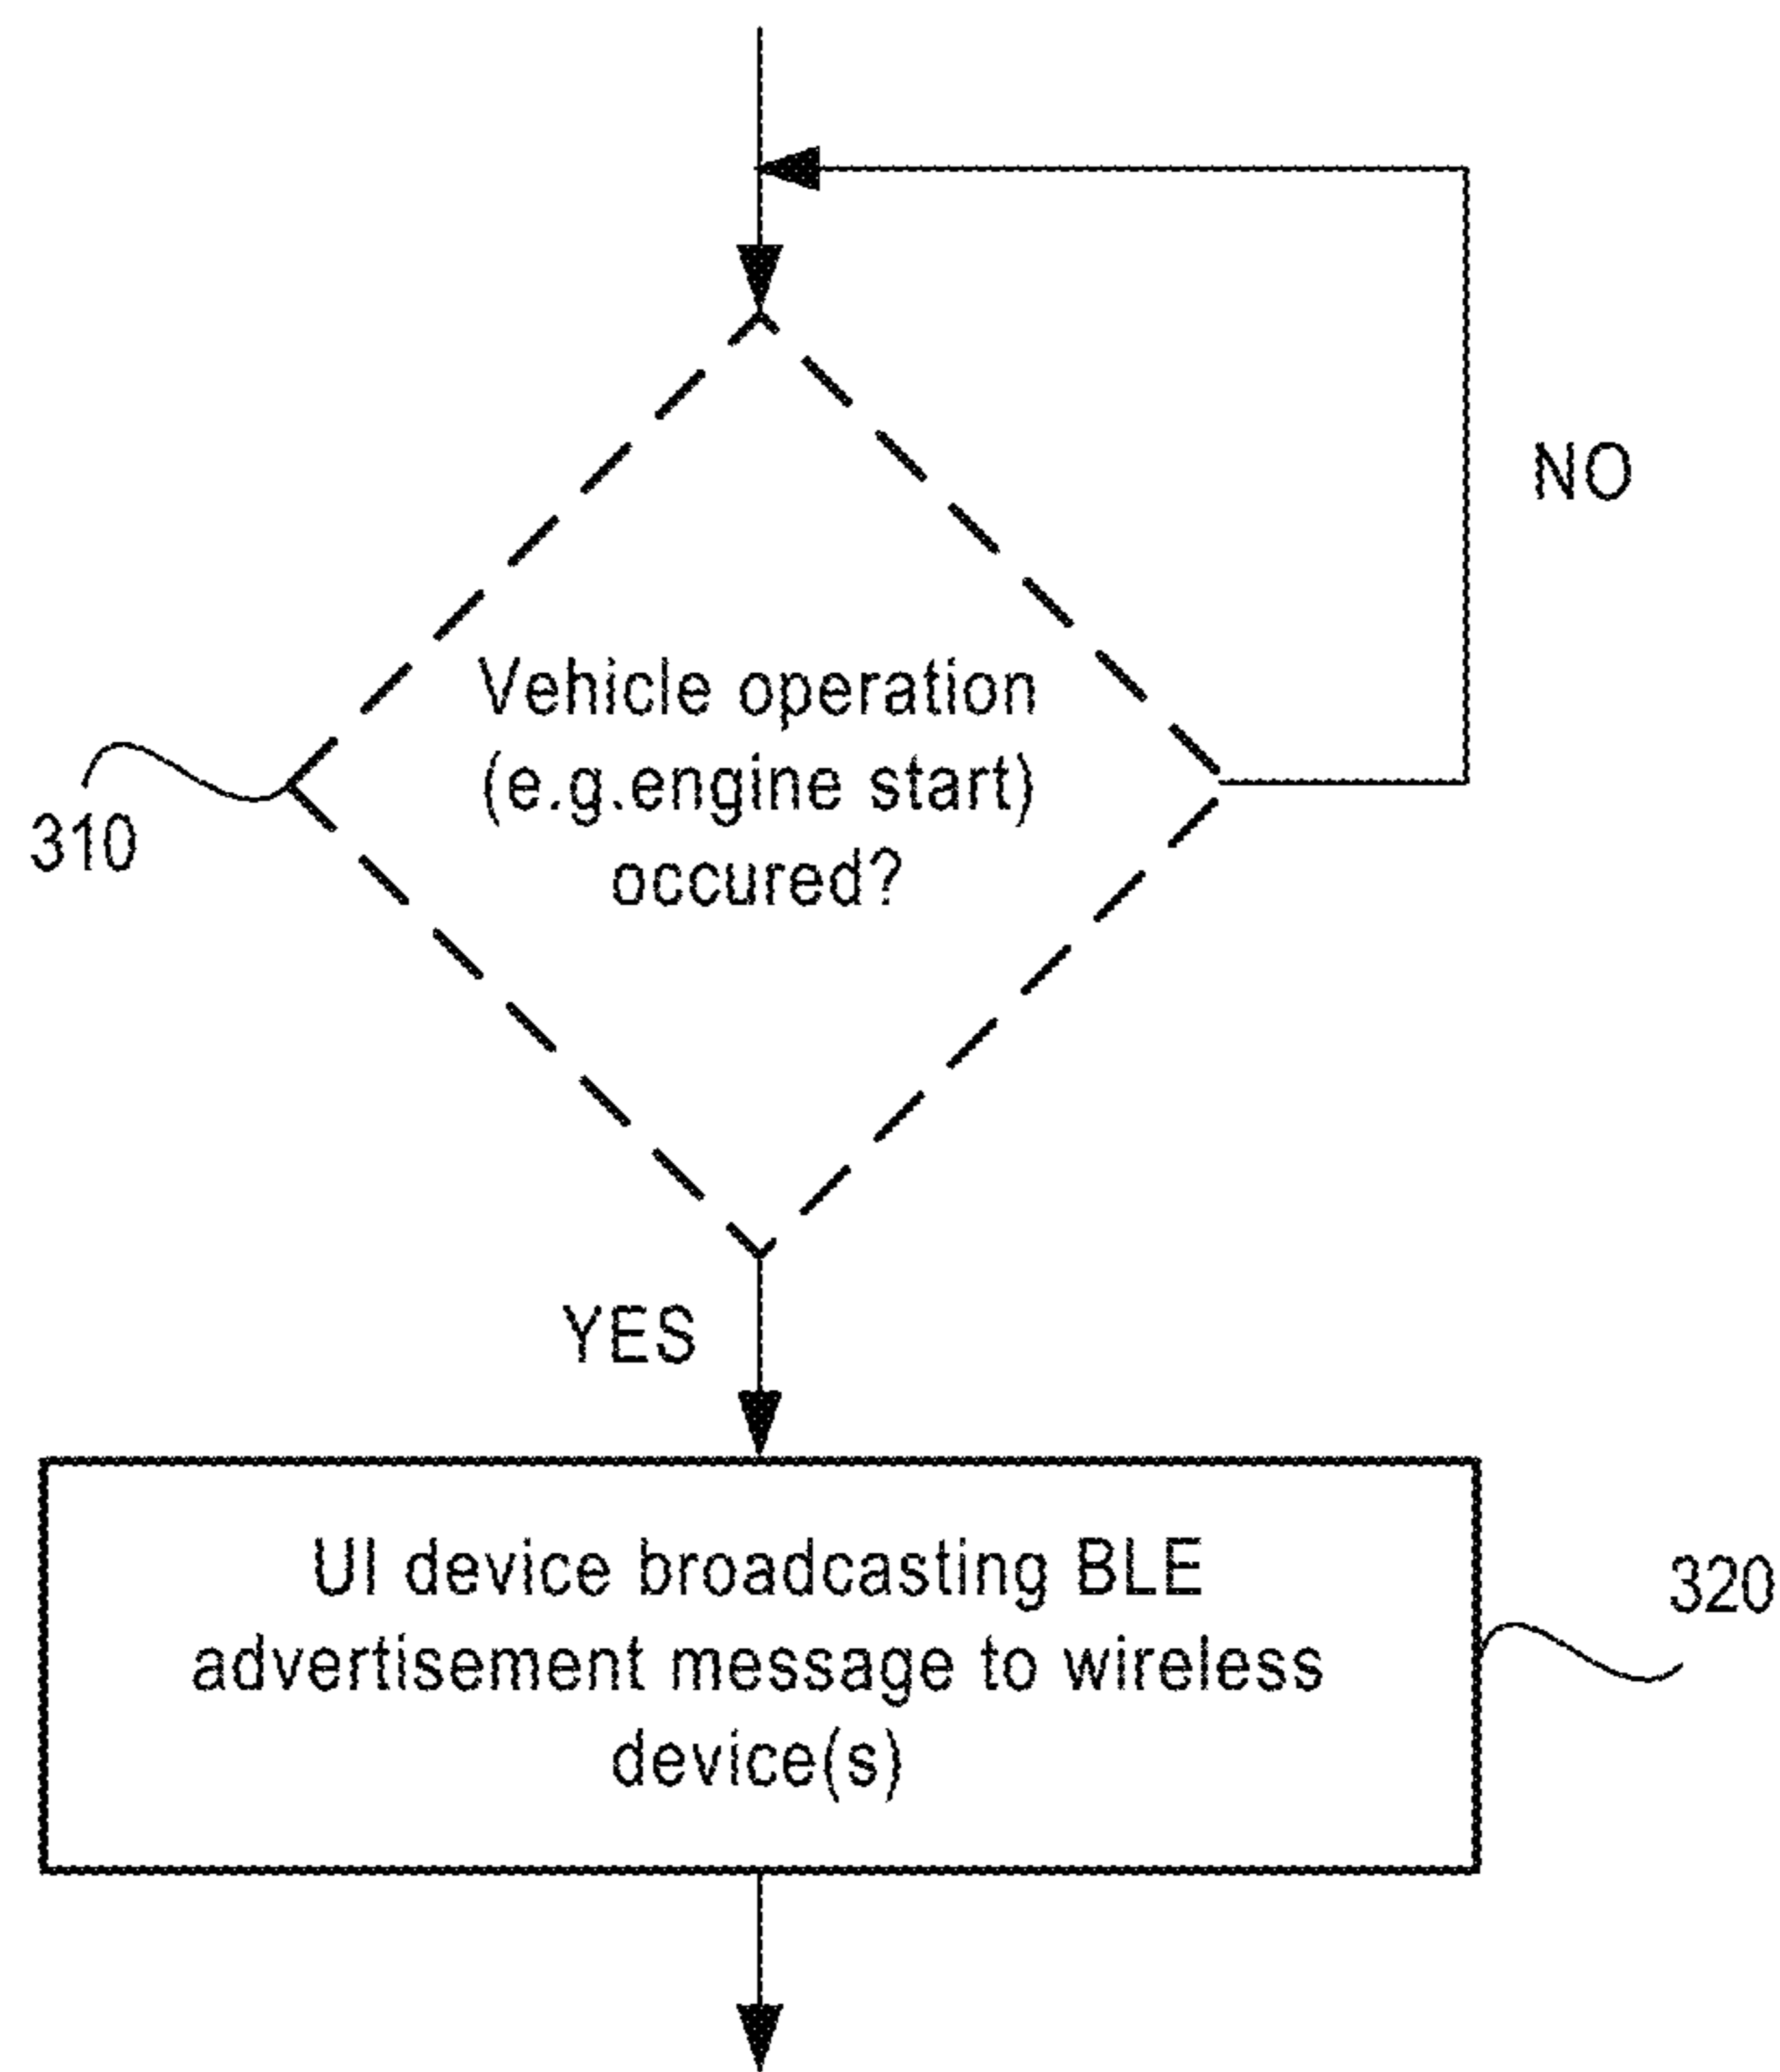 NO
Vehicle operation
(e.g.engine start)
occured?
310
YES
UI device broadcasting BLE
advertisement message to wireless
device(s)
320